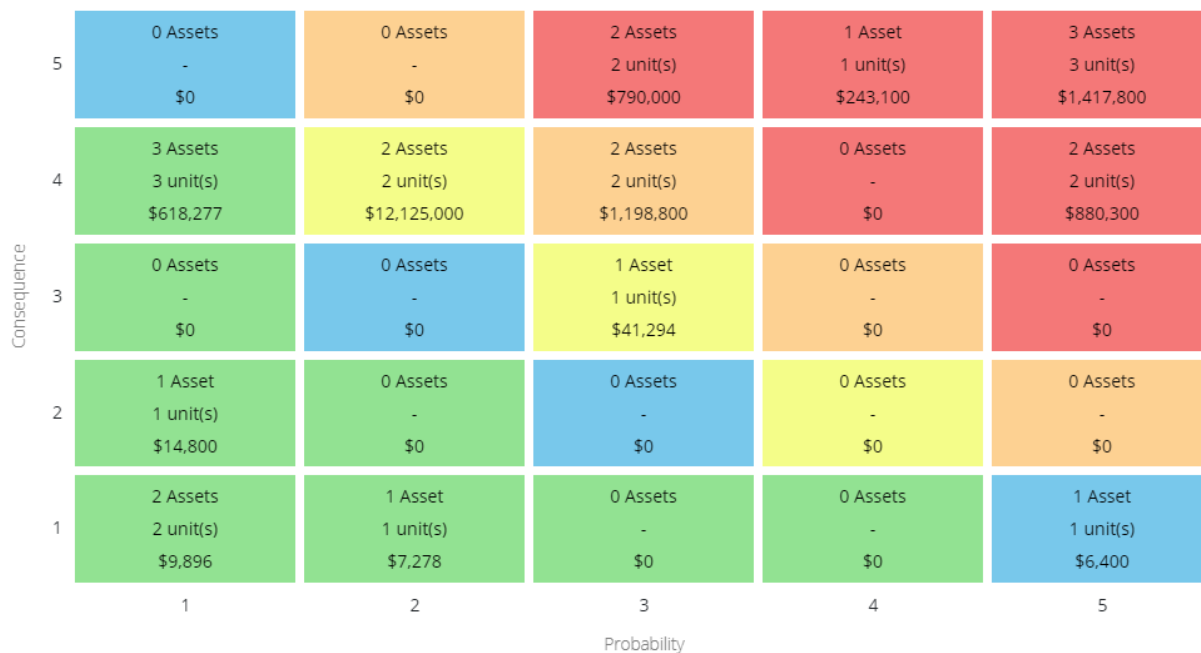 0 Assets
-
$0
0 Assets
-
$0
2 Assets
2 unit(s)
$790,000
1 Asset
1 unit(s)
$243,100
3 Assets
3 unit(s)
$1,417,800
5
3 Assets
3 unit(s)
$618,277
2 Assets
2 unit(s)
$12,125,000
2 Assets
2 unit(s)
$1,198,800
0 Assets
-
$0
2 Assets
2 unit(s)
$880,300
4
0 Assets
-
$0
0 Assets
-
$0
1 Asset
1 unit(s)
$41,294
0 Assets
-
$0
0 Assets
-
$0
3
1 Asset
1 unit(s)
$14,800
0 Assets
-
$0
0 Assets
-
$0
0 Assets
-
$0
0 Assets
-
$0
2
2 Assets
2 unit(s)
$9,896
1 Asset
1 unit(s)
$7,278
0 Assets
-
$0
0 Assets
-
$0
1 Asset
1 unit(s)
$6,400
1
Consequence
1
2
3
4
5
Probability